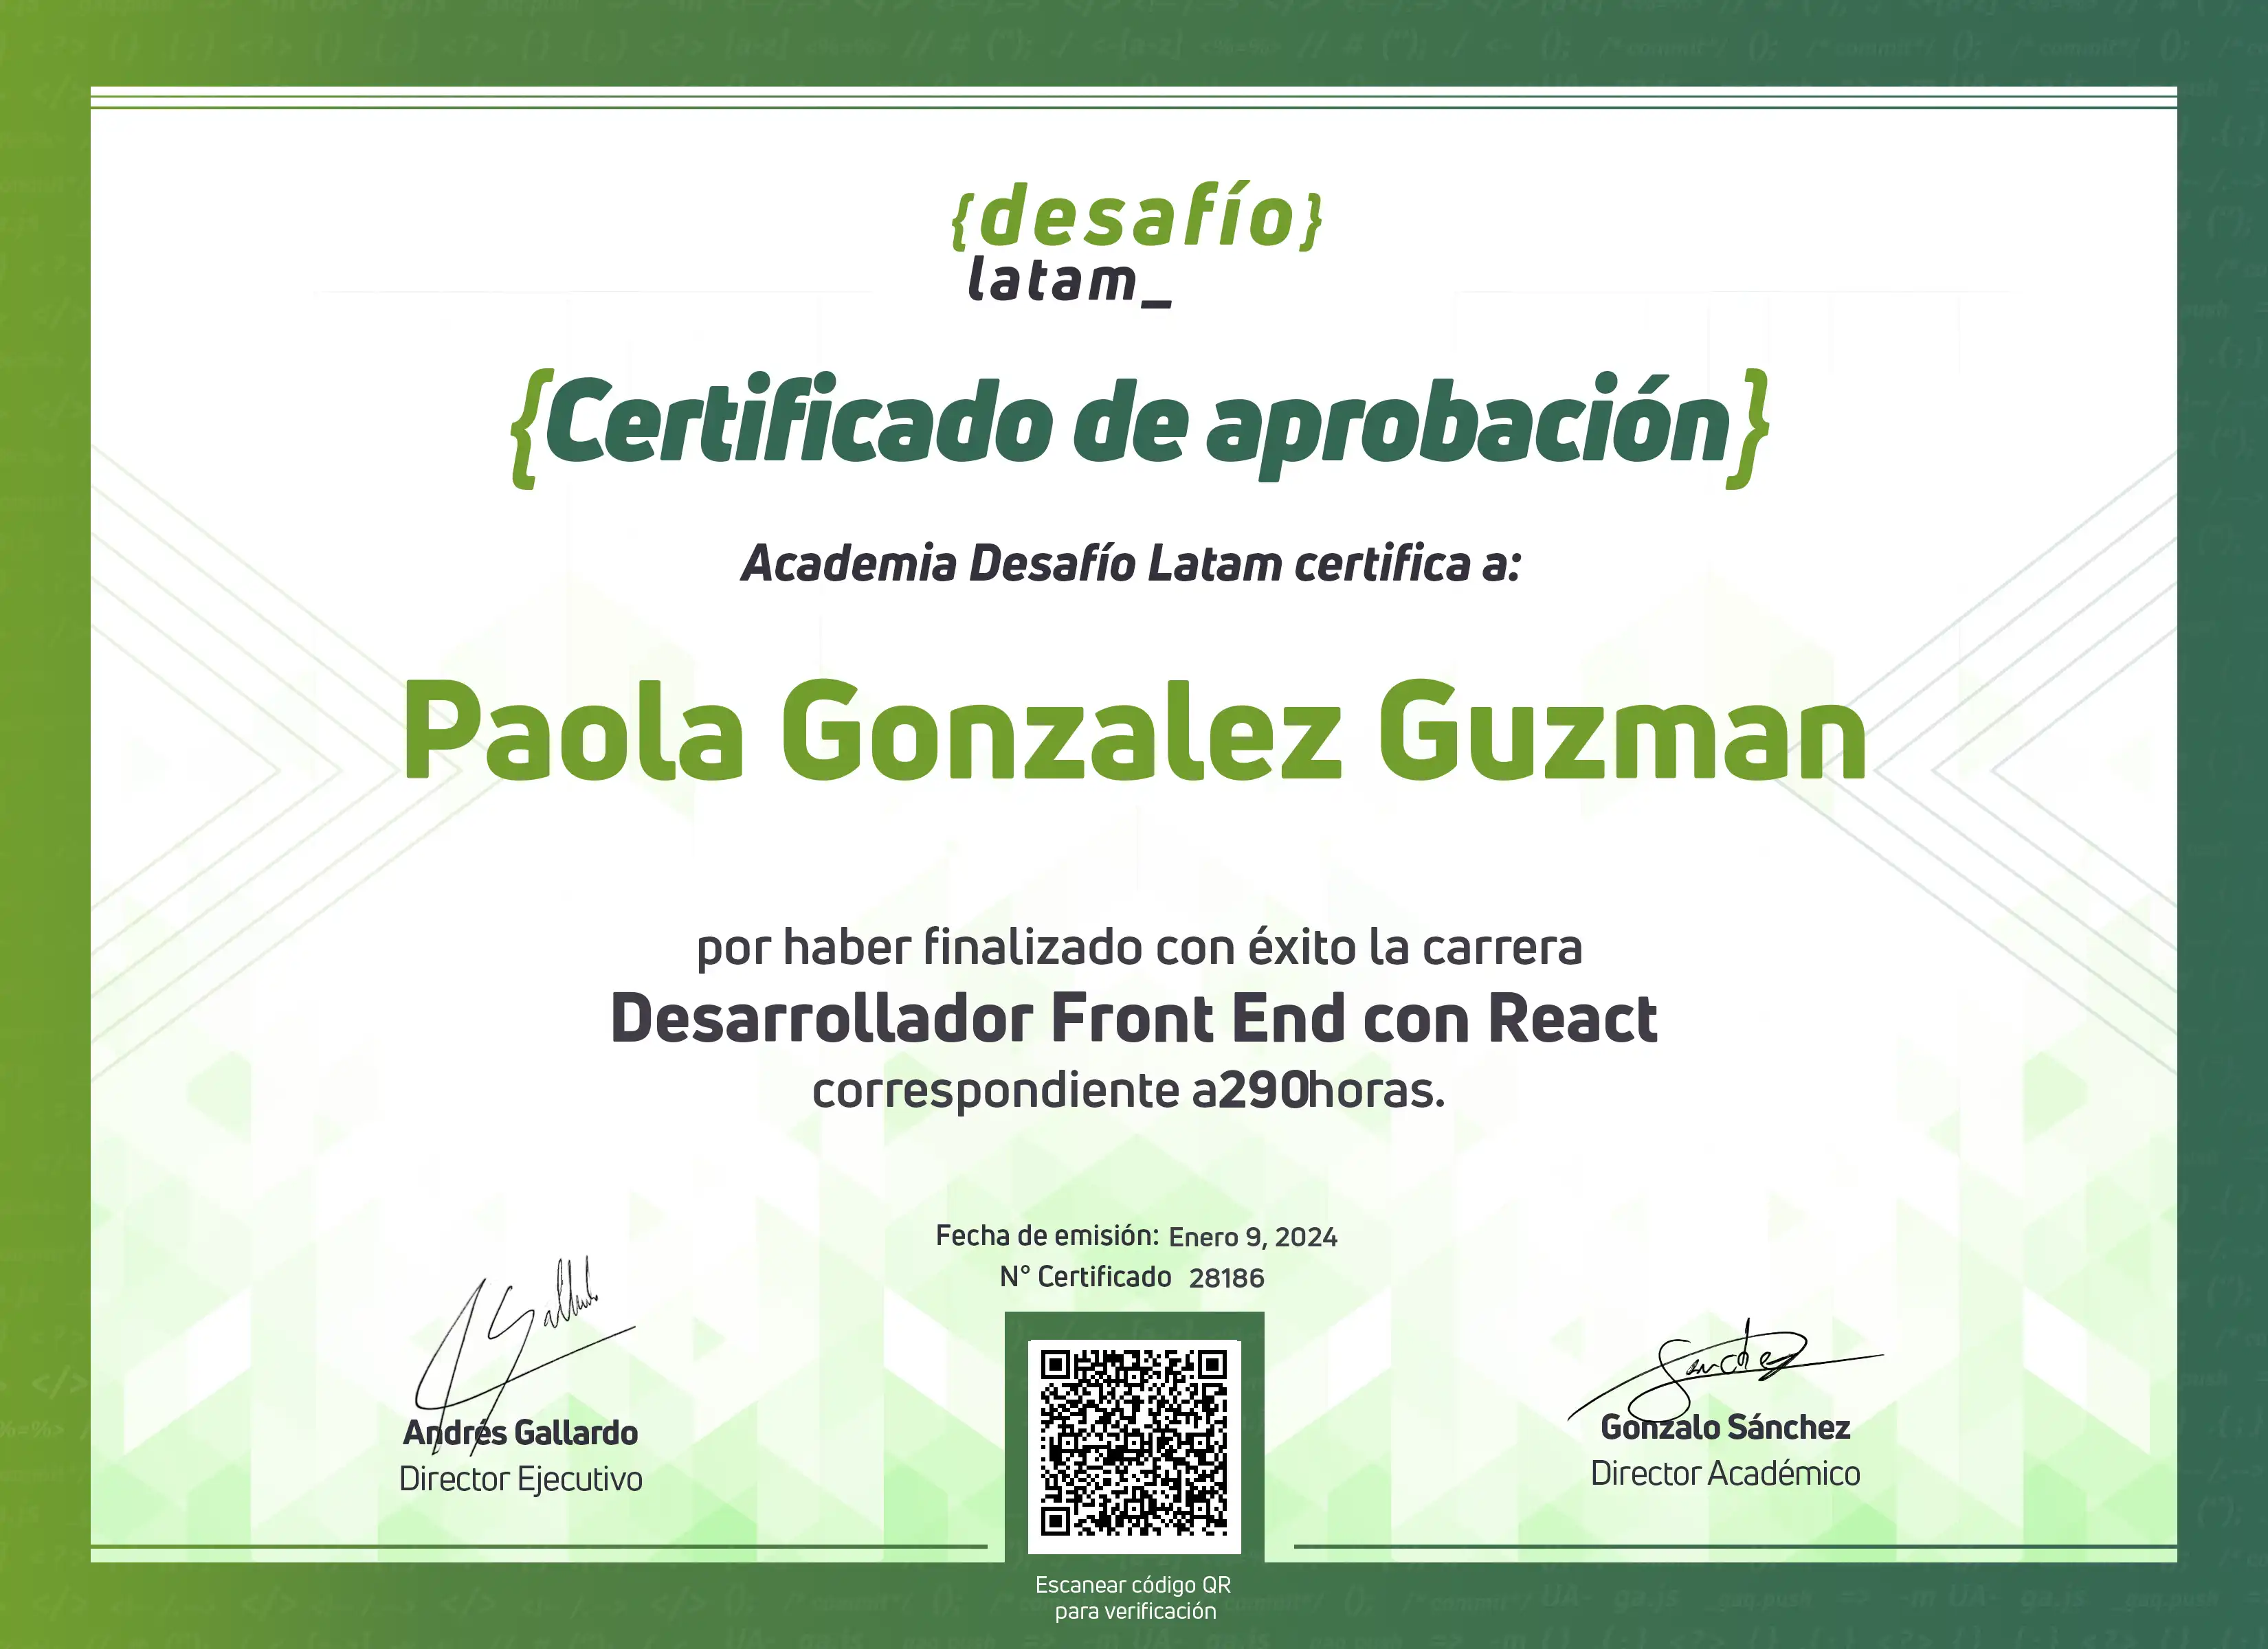 {desafío}
latam_
{Certificado de aprobación}
Academia Desafío Latam certifica a:
Paola Gonzalez Guzman
por haber finalizado con éxito la carrera
Desarrollador Front End con React
correspondiente a290horas.
Fecha de emisión: Enero 9, 2024
N° Certificado 28186
Andrés Gallardo
Director Ejecutivo
Gonzalo Sánchez
Director Académico
Escanear código QR
para verificación